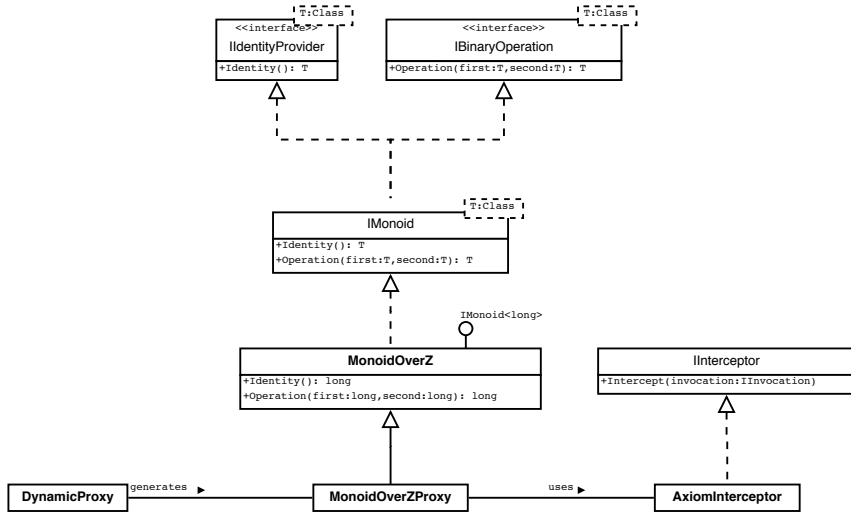 T:Class
<<interface>>
IIdentityProvider
+Identity(): T
T:Class
<<interface>>
IBinaryOperation
+Operation(first:T,second:T): T
T:Class
IMonoid
+Identity(): T
+Operation(first:T,second:T): T
IMonoid<long>
MonoidOverZ
+Identity(): long
+Operation(first:long,second:long): long
IInterceptor
+Intercept(invocation:IInvocation)
DynamicProxy
generates
MonoidOverZProxy
uses
AxiomInterceptor